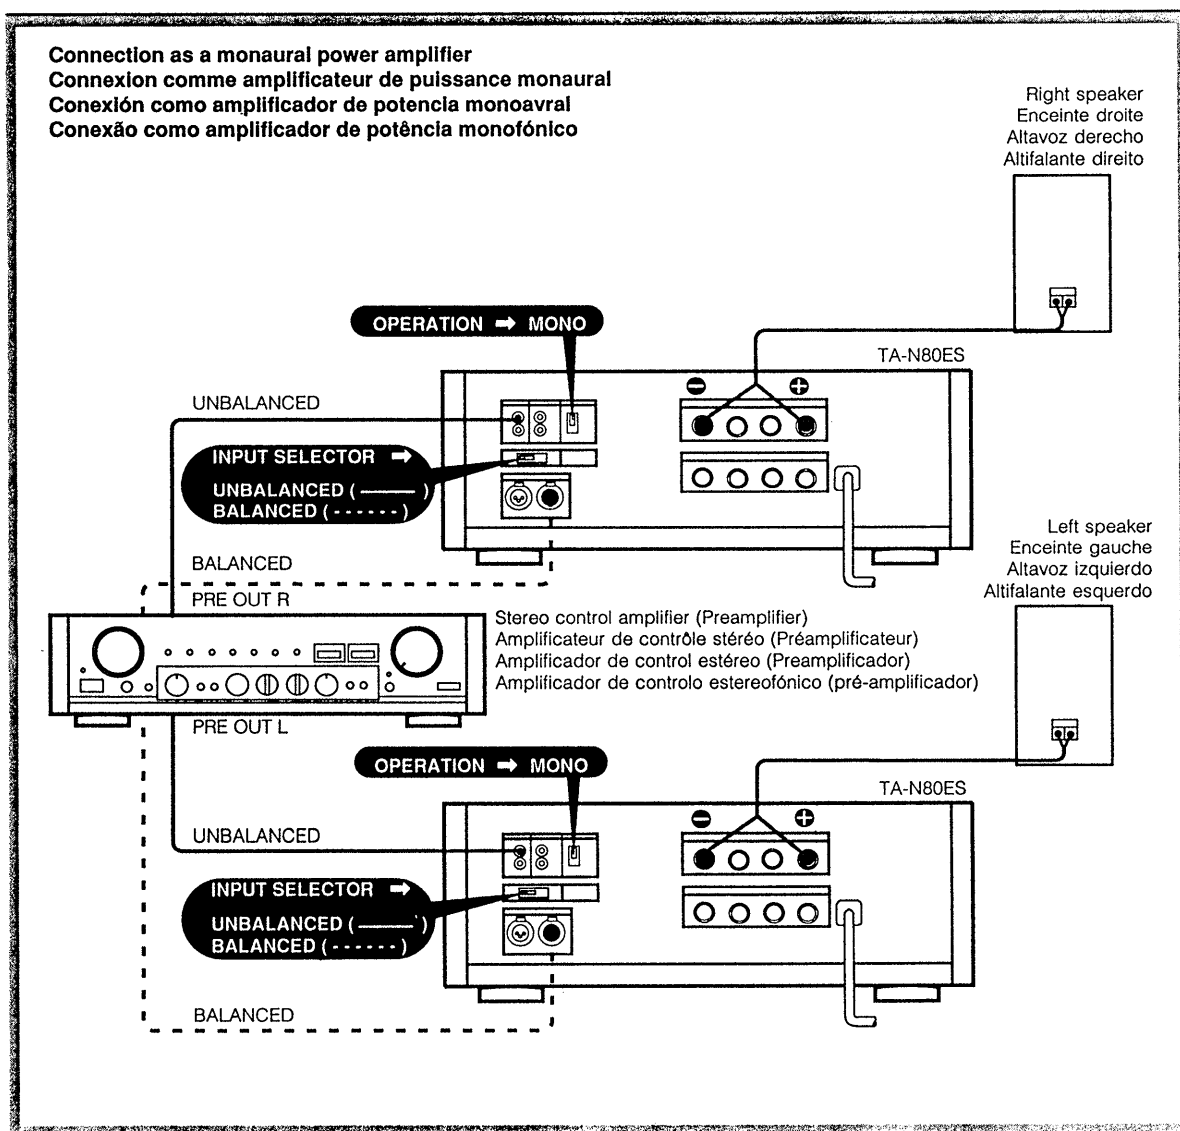 Connection as a monaural power amplifier
Connexion comme amplificateur de puissance monaural
Conexión como amplificador de potencia monoavral
Conexão como amplificador de potência monofónico
Right speaker
Enceinte droite
Altavoz derecho
Altifalante direito
OPERATION ➡ MONO
TA-N80ES
UNBALANCED
INPUT SELECTOR ➡
UNBALANCED ( ——— )
BALANCED ( - - - - - - )
BALANCED
PRE OUT R
Left speaker
Enceinte gauche
Altavoz izquierdo
Altifalante esquerdo
Stereo control amplifier (Preamplifier)
Amplificateur de contrôle stéréo (Préamplificateur)
Amplificador de control estéreo (Preamplificador)
Amplificador de controlo estereofónico (pré-amplificador)
PRE OUT L
OPERATION ➡ MONO
TA-N80ES
UNBALANCED
INPUT SELECTOR ➡
UNBALANCED ( ——— )
BALANCED ( - - - - - - )
BALANCED